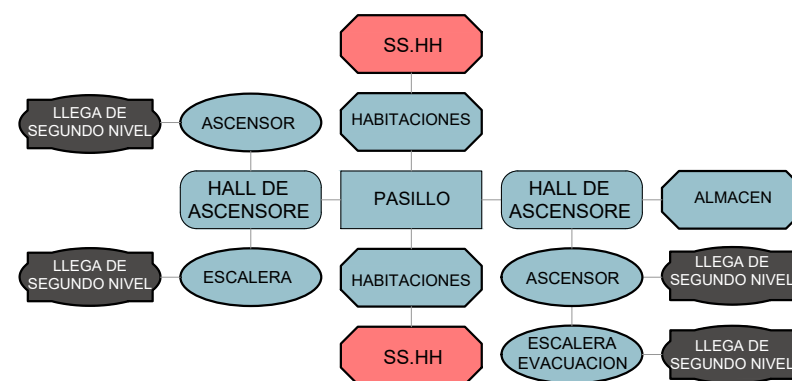 SS.HH
LLEGA DE
SEGUNDO NIVEL
ASCENSOR
HABITACIONES
HALL DE
ASCENSORE
PASILLO
HALL DE
ASCENSORE
ALMACEN
LLEGA DE
SEGUNDO NIVEL
ESCALERA
HABITACIONES
ASCENSOR
LLEGA DE
SEGUNDO NIVEL
SS.HH
ESCALERA
EVACUACION
LLEGA DE
SEGUNDO NIVEL